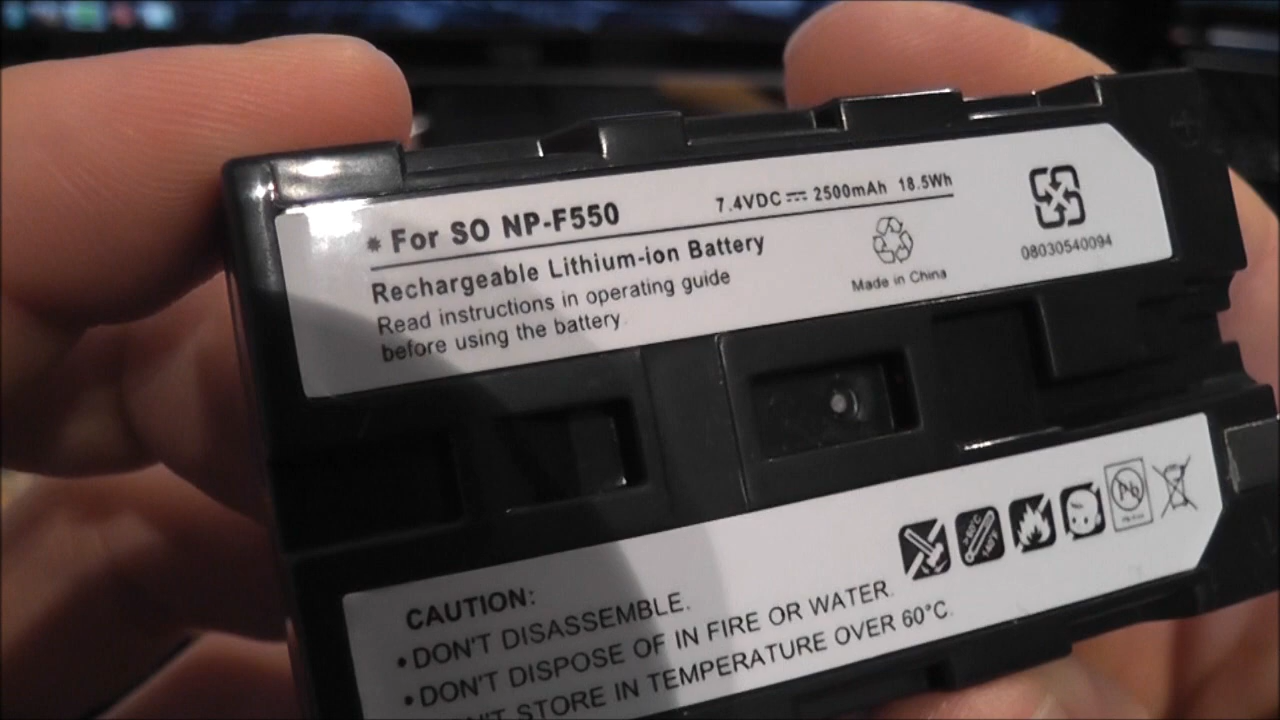 * For SO NP-F550 7.4VDC⎓ 2500mAh 18.5Wh
Rechargeable Lithium-ion Battery
Read instructions in operating guide
before using the battery
Made in China
08030540094
CAUTION:
•DON'T DISASSEMBLE.
•DON'T DISPOSE OF IN FIRE OR WATER.
DON'T STORE IN TEMPERATURE OVER 60°C.
Pb